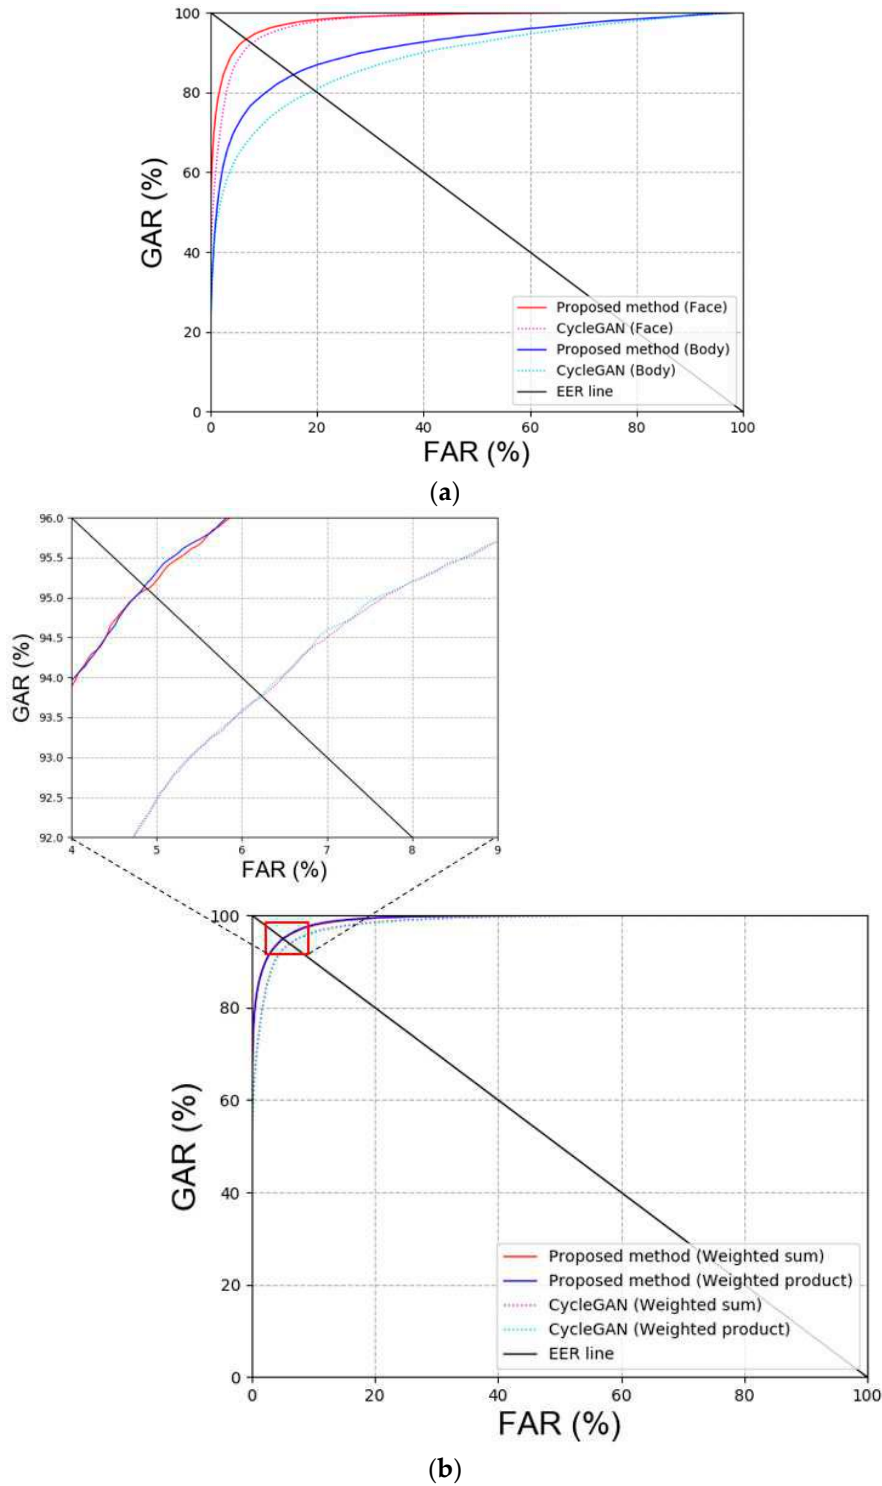 100
80
60
40
20
0
GAR (%)
Proposed method (Face)
CycleGAN (Face)
Proposed method (Body)
CycleGAN (Body)
EER line
0 20 40 60 80 100
FAR (%)
(a)
96.0
95.5
95.0
94.5
94.0
93.5
93.0
92.5
92.0
GAR (%)
4 5 6 7 8 9
FAR (%)
100
80
60
40
20
0
GAR (%)
Proposed method (Weighted sum)
Proposed method (Weighted product)
CycleGAN (Weighted sum)
CycleGAN (Weighted product)
EER line
0 20 40 60 80 100
FAR (%)
(b)